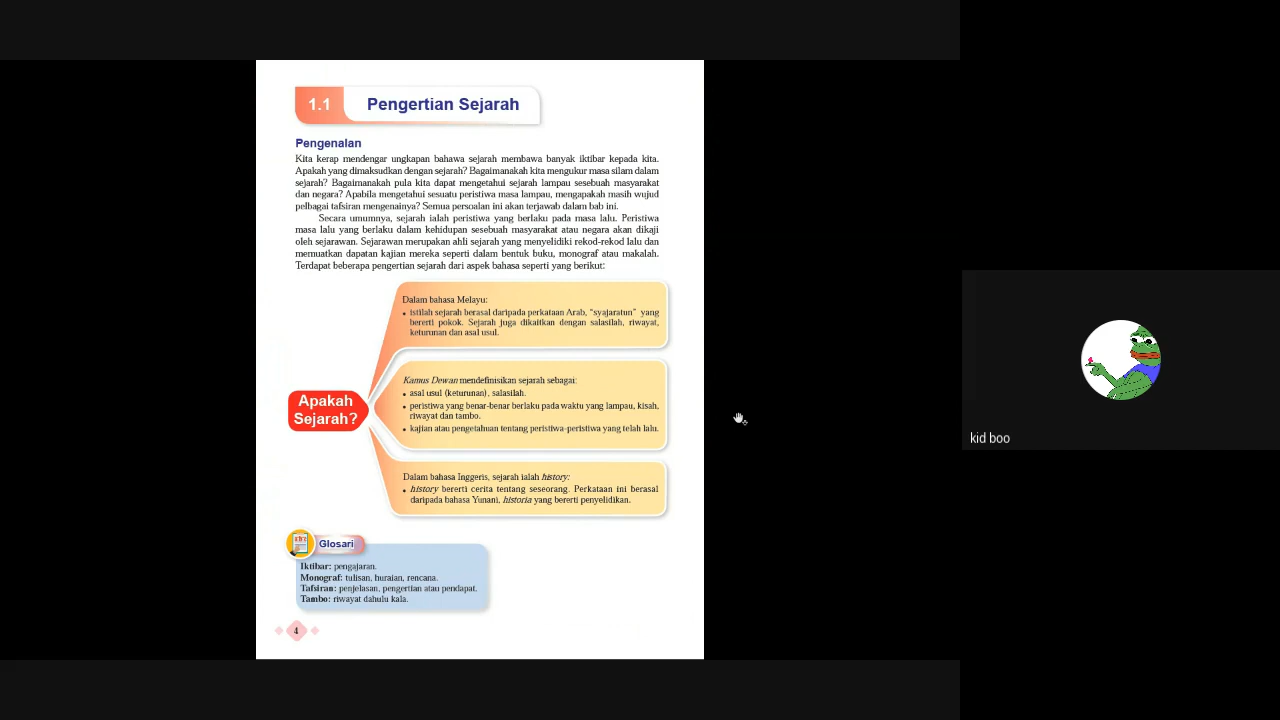 1.1 Pengertian Sejarah
Pengenalan
Kita kerap mendengar ungkapan bahawa sejarah membawa banyak iktibar kepada kita.
Apakah yang dimaksudkan dengan sejarah? Bagaimanakah kita mengukur masa silam dalam
sejarah? Bagaimanakah pula kita dapat mengetahui sejarah lampau sesebuah masyarakat
dan negara? Apabila mengetahui sesuatu peristiwa masa lampau, mengapakah masih wujud
pelbagai tafsiran mengenainya? Semua persoalan ini akan terjawab dalam bab ini.
Secara umumnya, sejarah ialah peristiwa yang berlaku pada masa lalu. Peristiwa
masa lalu yang berlaku dalam kehidupan sesebuah masyarakat atau negara akan dikaji
oleh sejarawan. Sejarawan merupakan ahli sejarah yang menyelidiki rekod-rekod lalu dan
memuatkan dapatan kajian mereka seperti dalam bentuk buku, monograf atau makalah.
Terdapat beberapa pengertian sejarah dari aspek bahasa seperti yang berikut:
Apakah
Sejarah?
Dalam bahasa Melayu:
• istilah sejarah berasal daripada perkataan Arab, "syajaratun" yang
bererti pokok. Sejarah juga dikaitkan dengan salasilah, riwayat,
keturunan dan asal usul.
Kamus Dewan mendefinisikan sejarah sebagai:
• asal usul (keturunan), salasilah.
• peristiwa yang benar-benar berlaku pada waktu yang lampau, kisah,
riwayat dan tambo.
• kajian atau pengetahuan tentang peristiwa-peristiwa yang telah lalu.
Dalam bahasa Inggeris, sejarah ialah history:
• history bererti cerita tentang seseorang. Perkataan ini berasal
daripada bahasa Yunani, historia yang bererti penyelidikan.
Glosari
Iktibar: pengajaran.
Monograf: tulisan, huraian, rencana.
Tafsiran: penjelasan, pengertian atau pendapat.
Tambo: riwayat dahulu kala.
4
kid boo